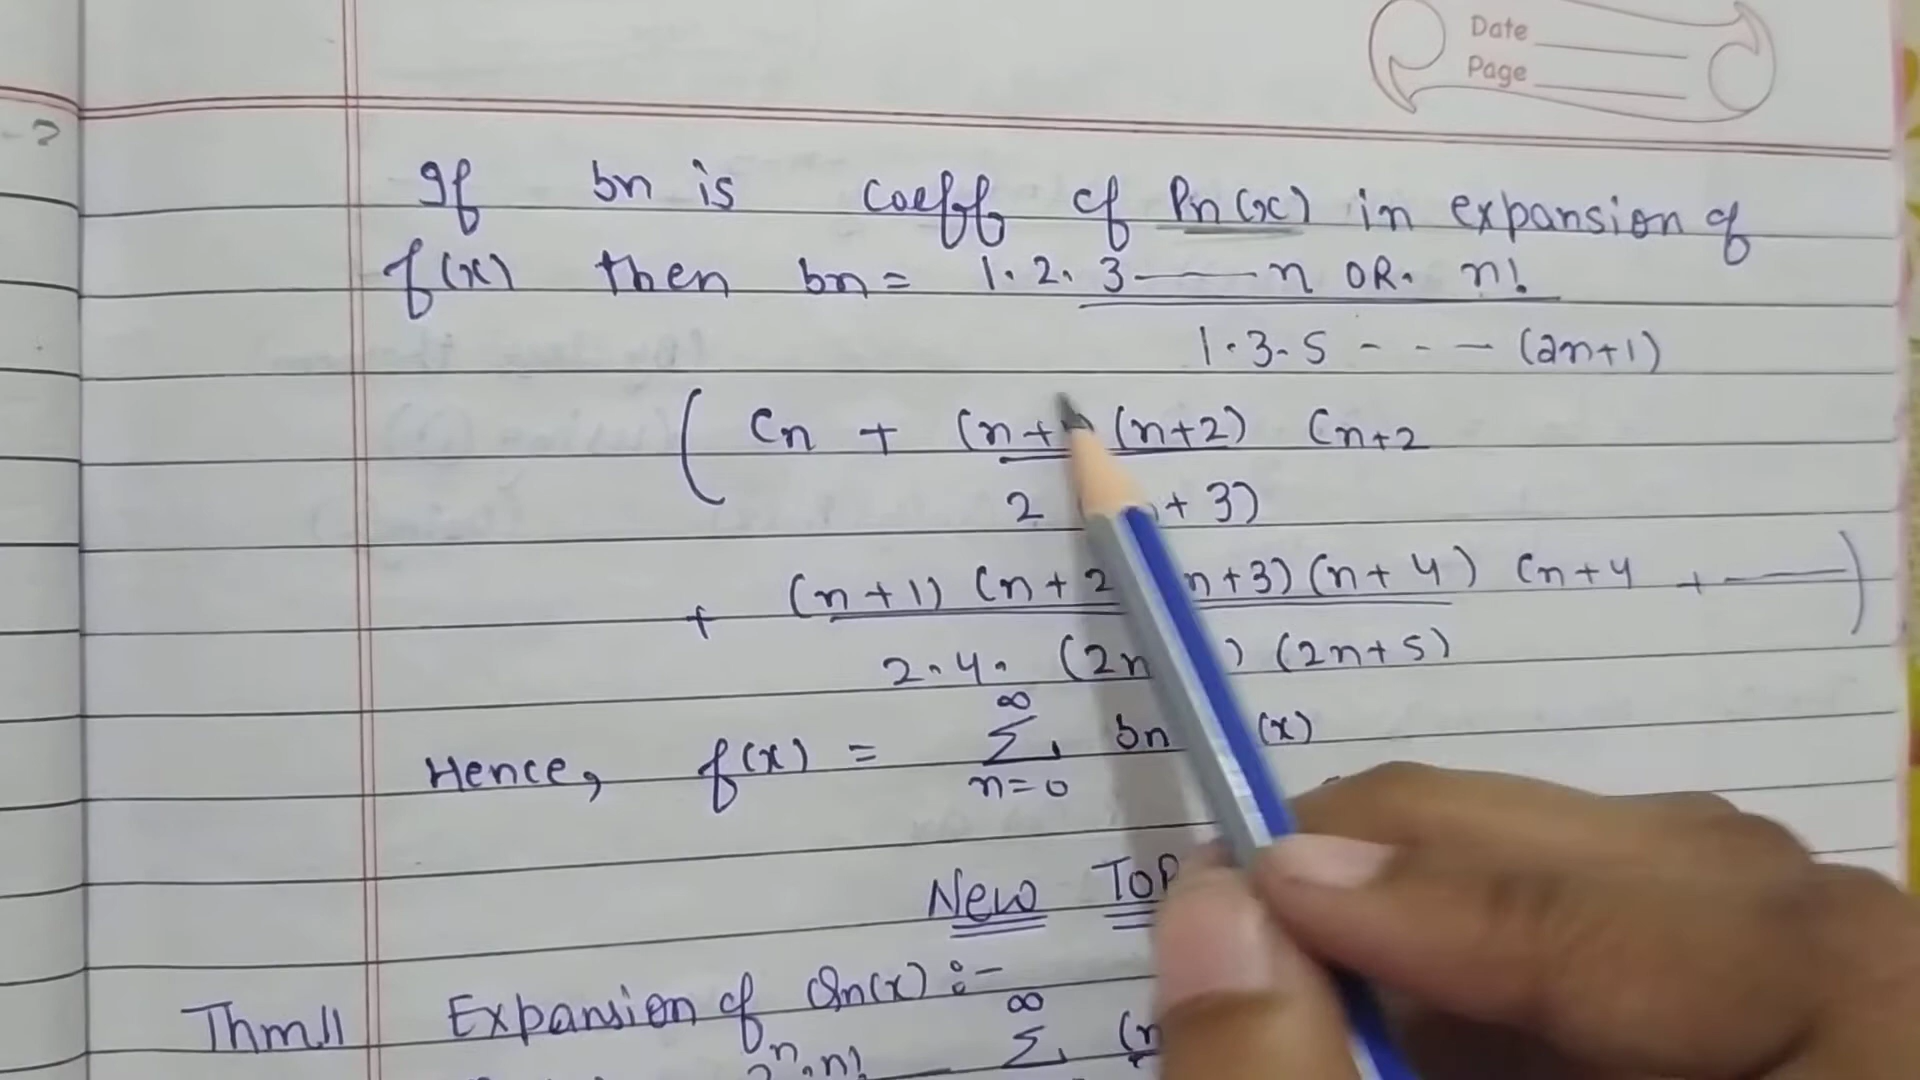 Date
Page
If bn is coeff of Pn(x) in expansion of
f(x) then bn = 1·2·3 —— n OR· n!
1·3·5 - - - (2n+1)
( Cn + (n+ (n+2) Cn+2
2 + 3)
+ (n+1) (n+2 n+3) (n+4) Cn+4 + —— )
2·4· (2n ) (2n+5)
∞
Hence, f(x) = Σ bn (x)
n=0
New TOP
Thm11 Expansion of Qn(x) :-
∞
Σ